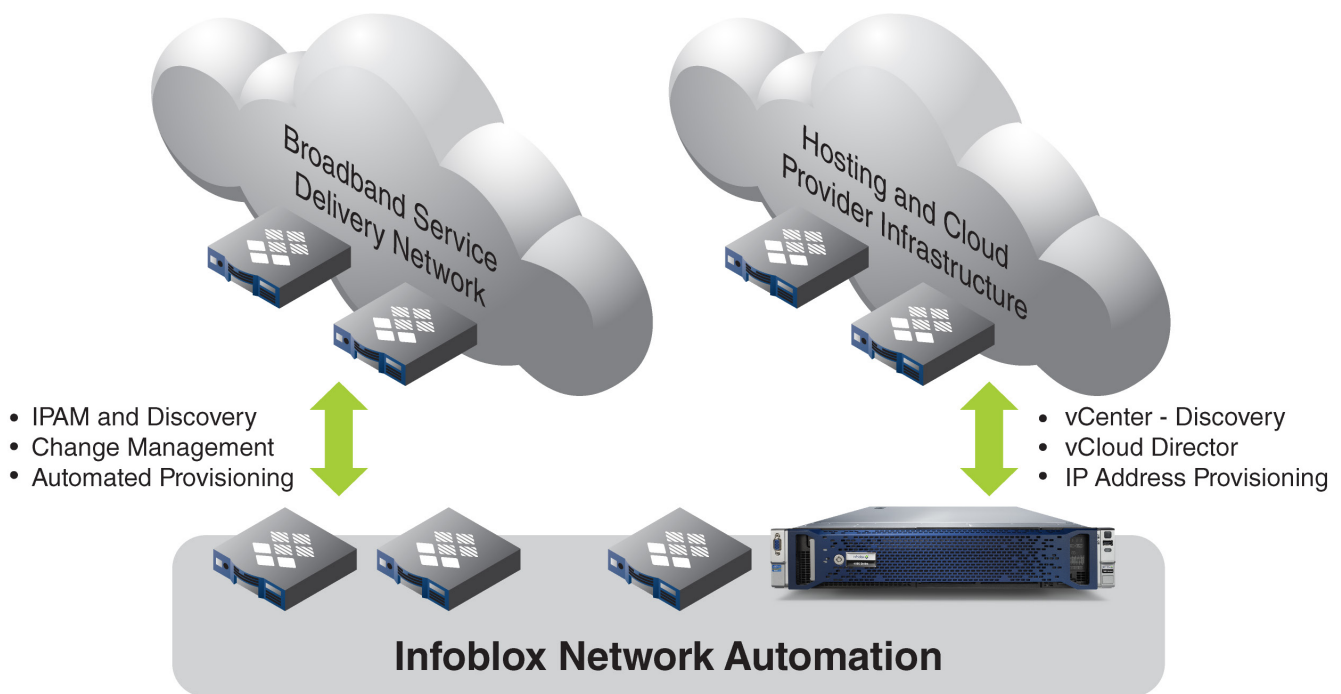 Broadband Service
Delivery Network
Hosting and Cloud
Provider Infrastructure
• IPAM and Discovery
• Change Management
• Automated Provisioning
• vCenter - Discovery
• vCloud Director
• IP Address Provisioning
Infoblox Network Automation